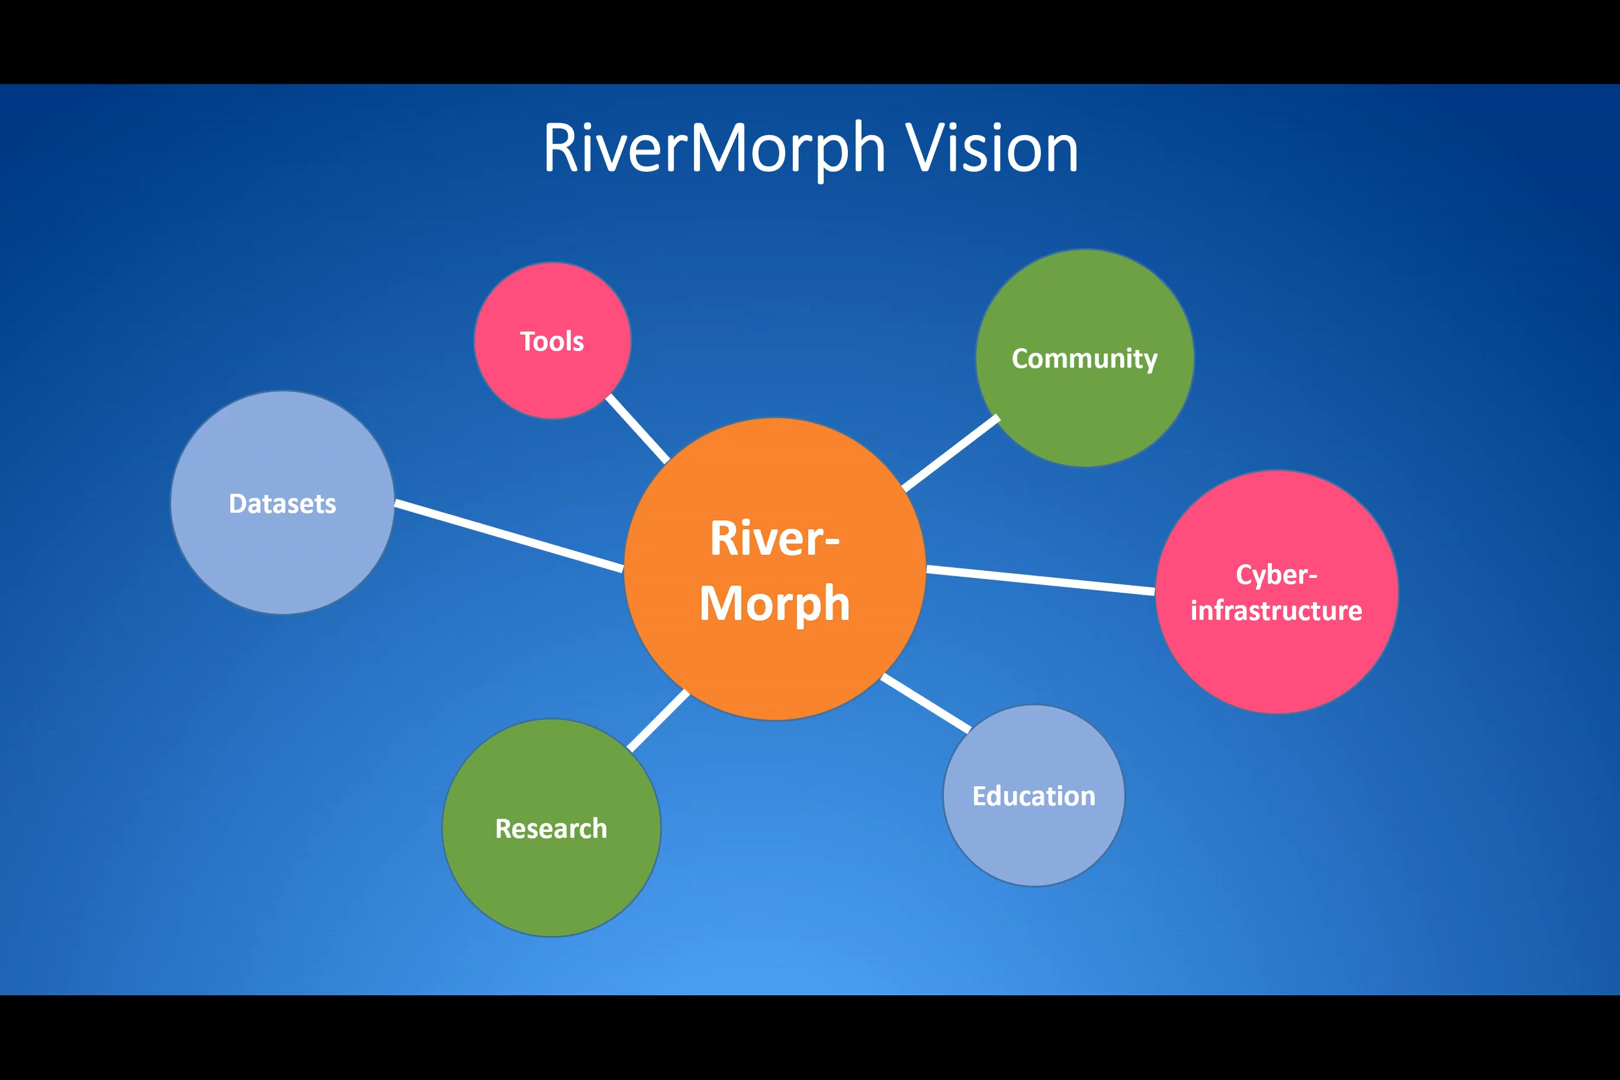 RiverMorph Vision
Tools
Community
Datasets
River-
Morph
Cyber-
infrastructure
Education
Research